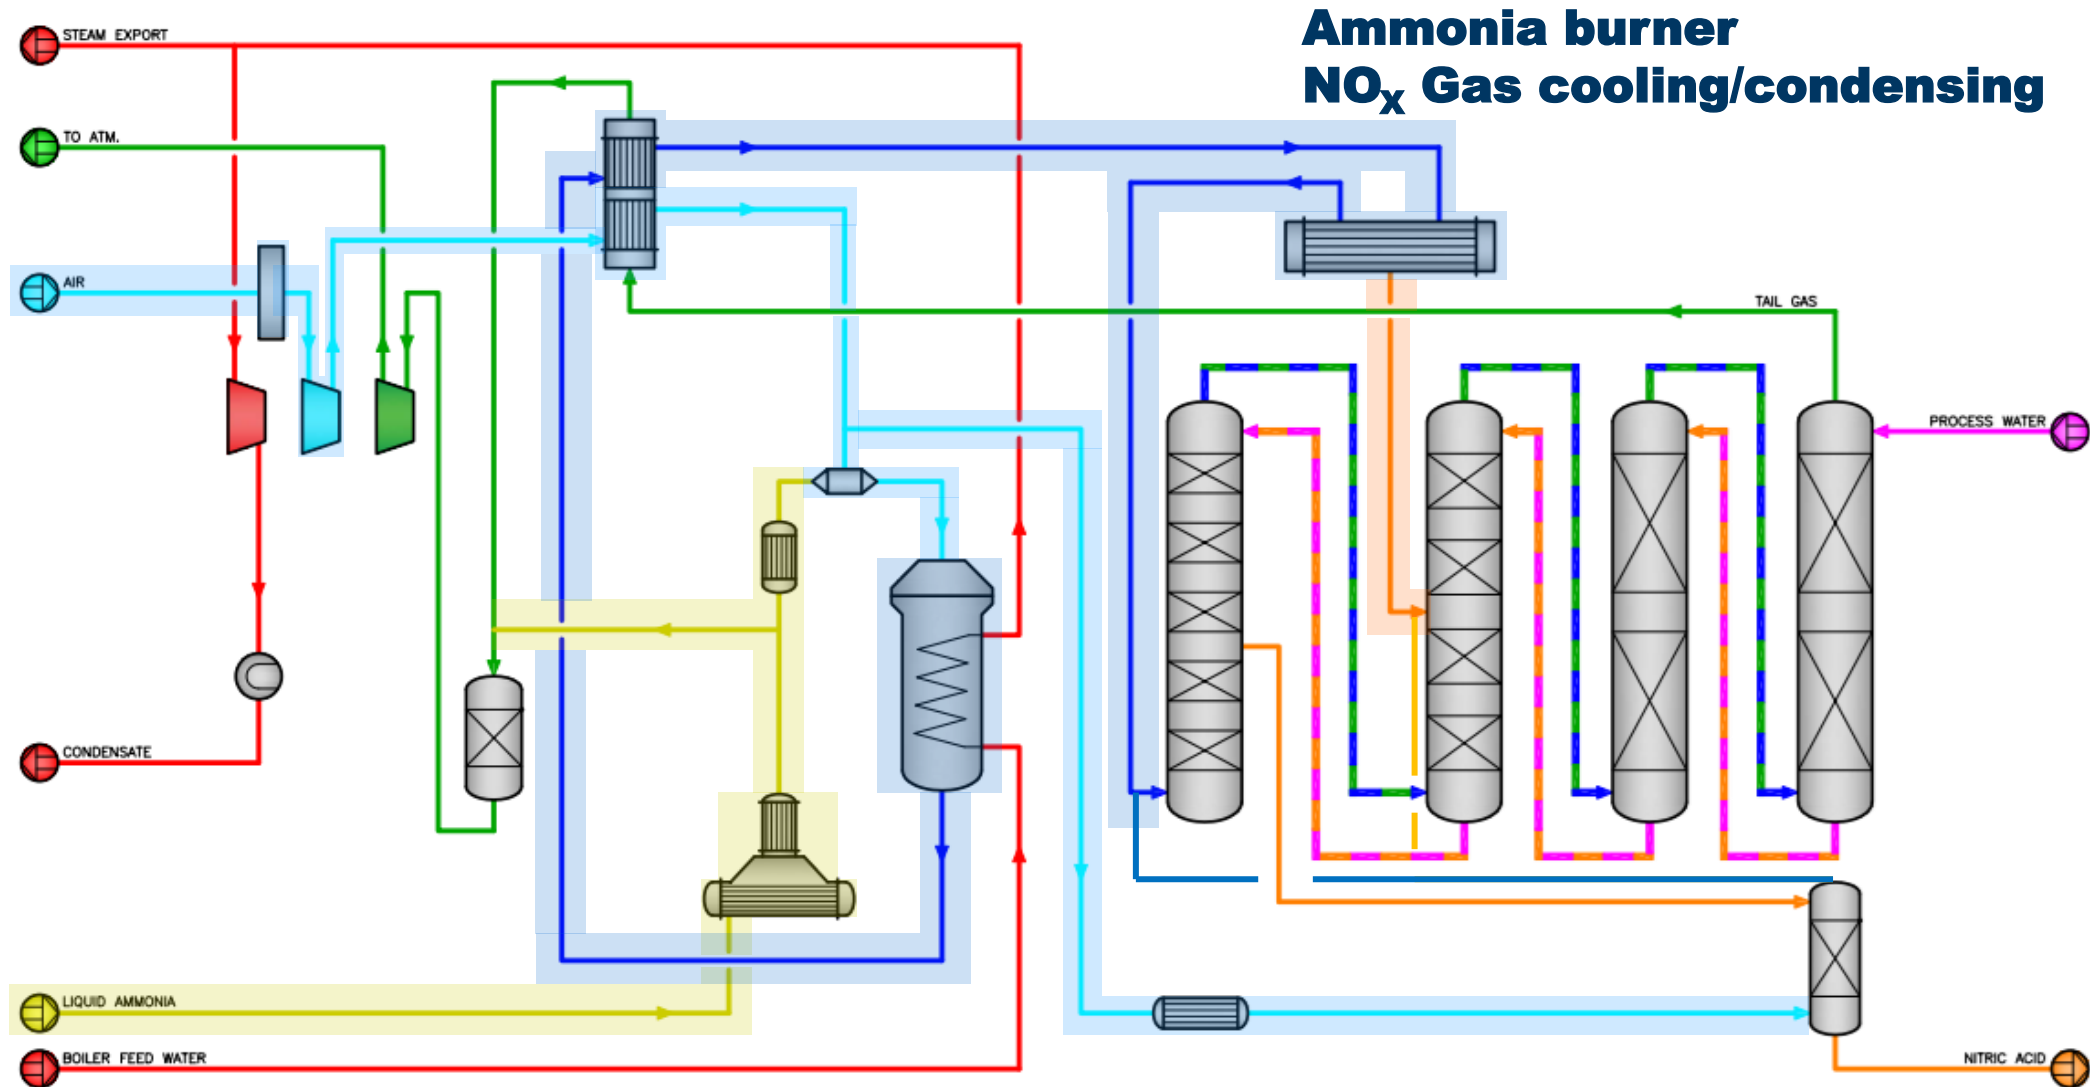 Ammonia burner
NOX Gas cooling/condensing
STEAM EXPORT
TO ATM.
AIR
TAIL GAS
PROCESS WATER
CONDENSATE
LIQUID AMMONIA
BOILER FEED WATER
NITRIC ACID